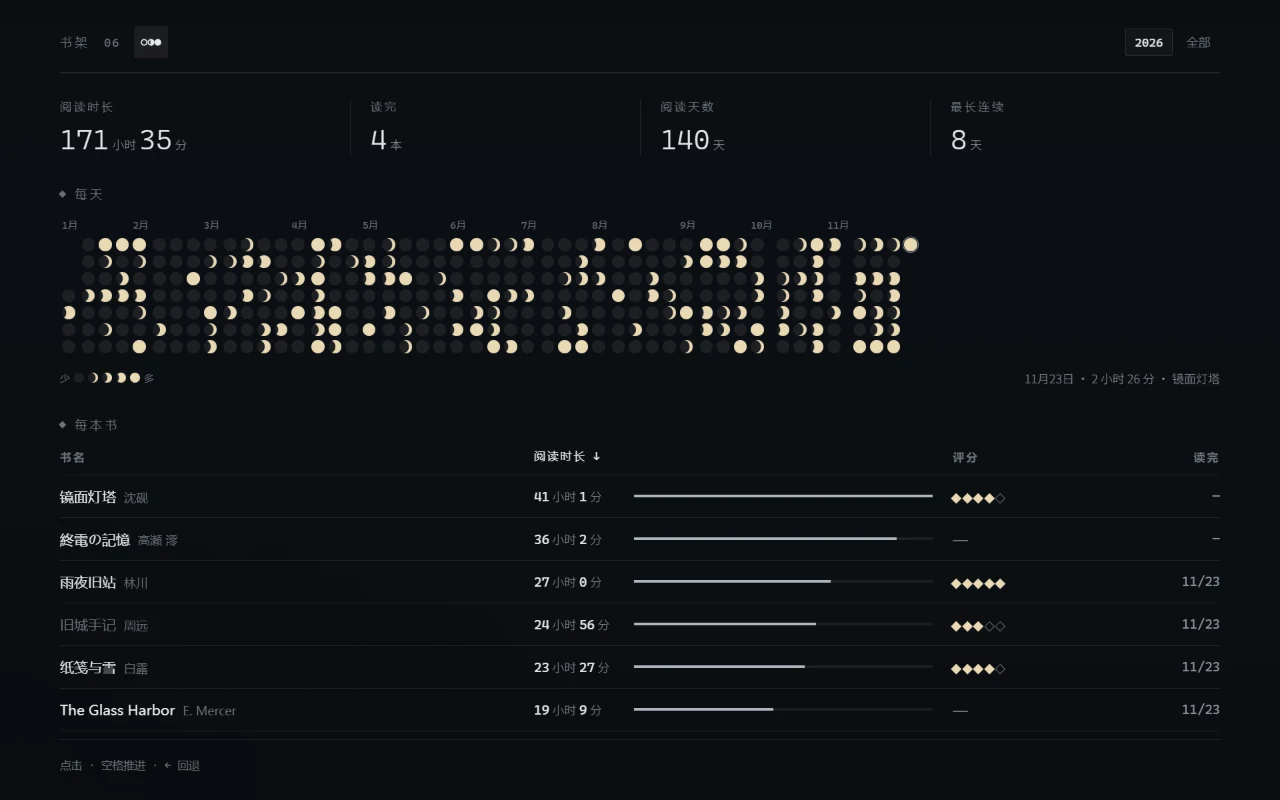 书架 06
2026 全部
阅读时长 读完 阅读天数 最长连续
171 小时 35 分 4 本 140 天 8 天
◆ 每天
1月 2月 3月 4月 5月 6月 7月 8月 9月 10月 11月
少 多 11月23日 · 2 小时 26 分 · 镜面灯塔
◆ 每本书
书名 阅读时长 ↓ 评分 读完
镜面灯塔 沈砚 41 小时 1 分 ◆◆◆◆◇ –
終電の記憶 高瀬 澪 36 小时 2 分 — –
雨夜旧站 林川 27 小时 0 分 ◆◆◆◆◆ 11/23
旧城手记 周远 24 小时 56 分 ◆◆◆◇◇ 11/23
纸笺与雪 白露 23 小时 27 分 ◆◆◆◆◇ 11/23
The Glass Harbor E. Mercer 19 小时 9 分 — 11/23
点击 · 空格推进 · ← 回退